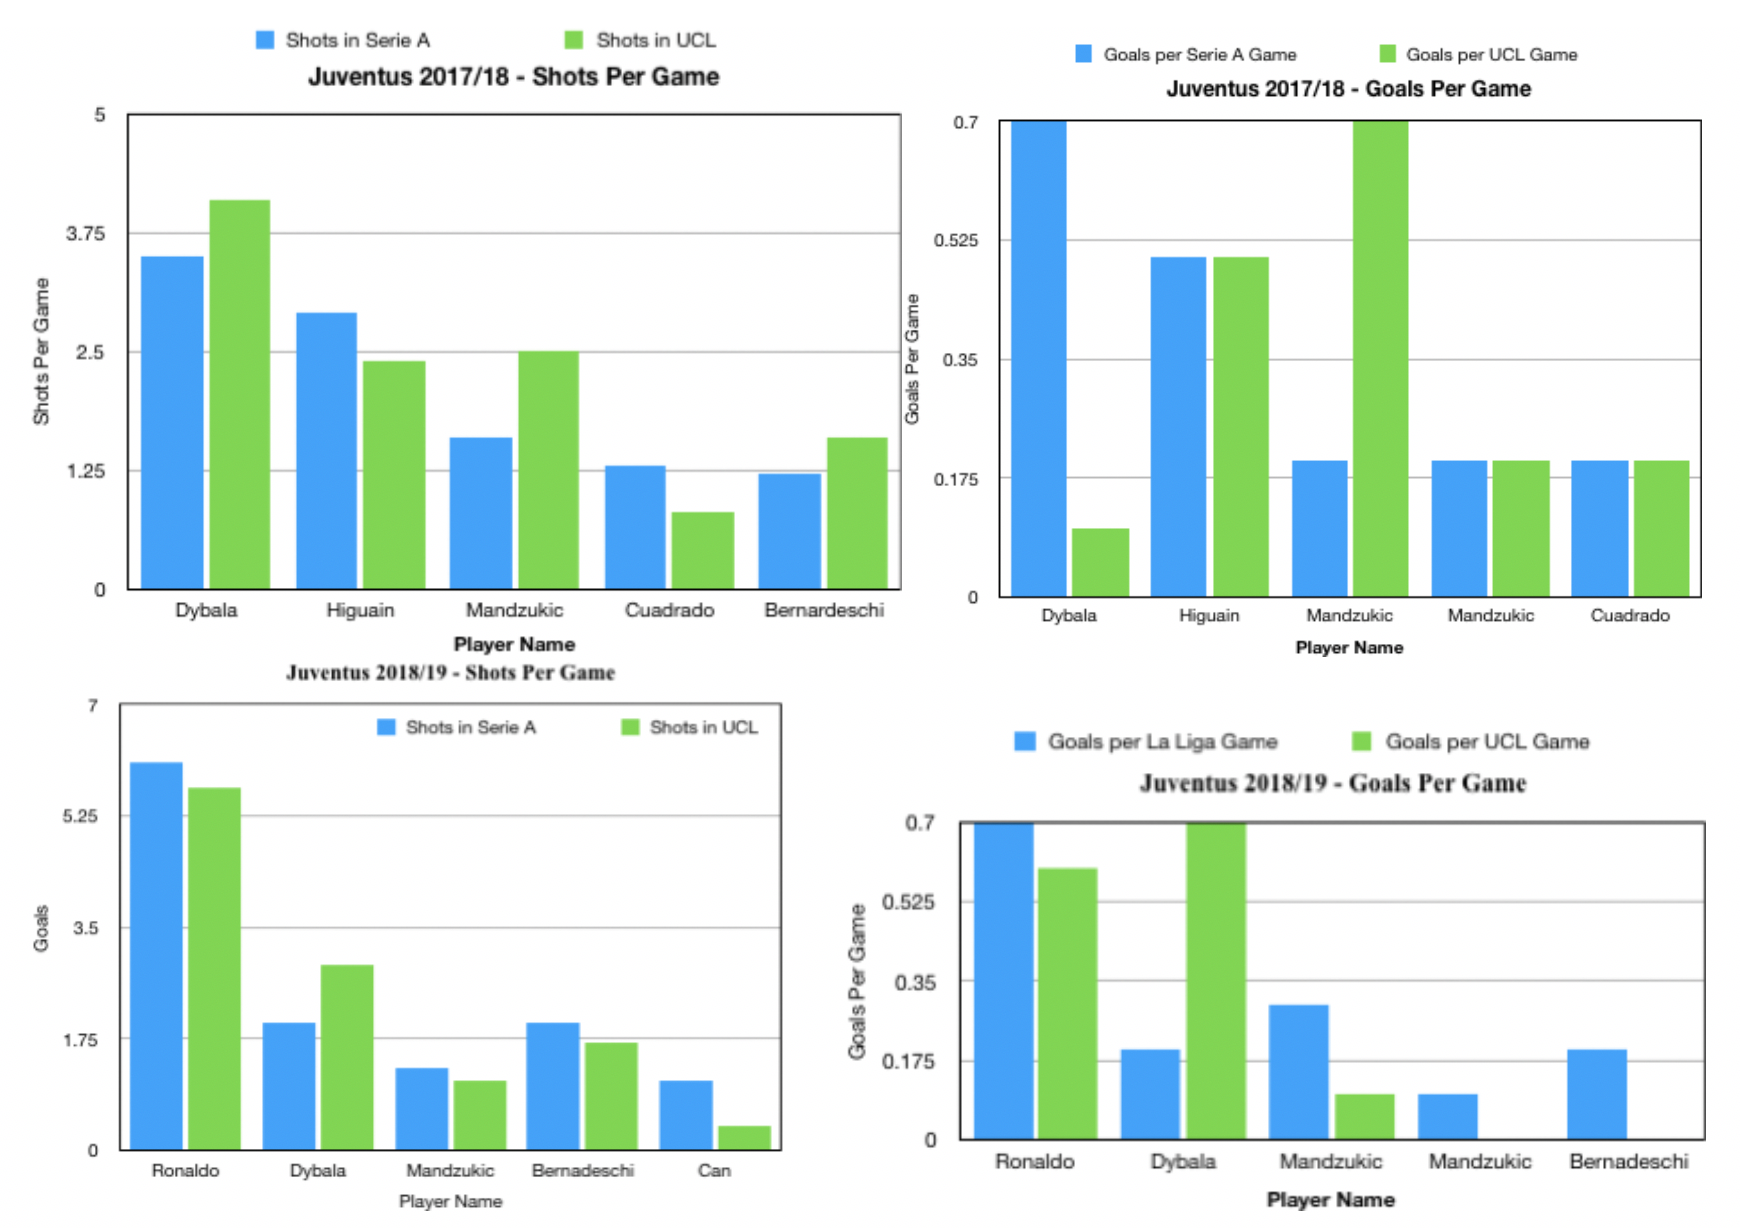 Shots in Serie A Shots in UCL
Juventus 2017/18 - Shots Per Game
5
3.75
2.5
1.25
0
Shots Per Game
Dybala Higuain Mandzukic Cuadrado Bernardeschi
Player Name
Goals per Serie A Game Goals per UCL Game
Juventus 2017/18 - Goals Per Game
0.7
0.525
0.35
0.175
0
Goals Per Game
Dybala Higuain Mandzukic Mandzukic Cuadrado
Player Name
Juventus 2018/19 - Shots Per Game
Shots in Serie A Shots in UCL
7
5.25
3.5
1.75
0
Goals
Ronaldo Dybala Mandzukic Bernadeschi Can
Player Name
Goals per La Liga Game Goals per UCL Game
Juventus 2018/19 - Goals Per Game
0.7
0.525
0.35
0.175
0
Goals Per Game
Ronaldo Dybala Mandzukic Mandzukic Bernadeschi
Player Name